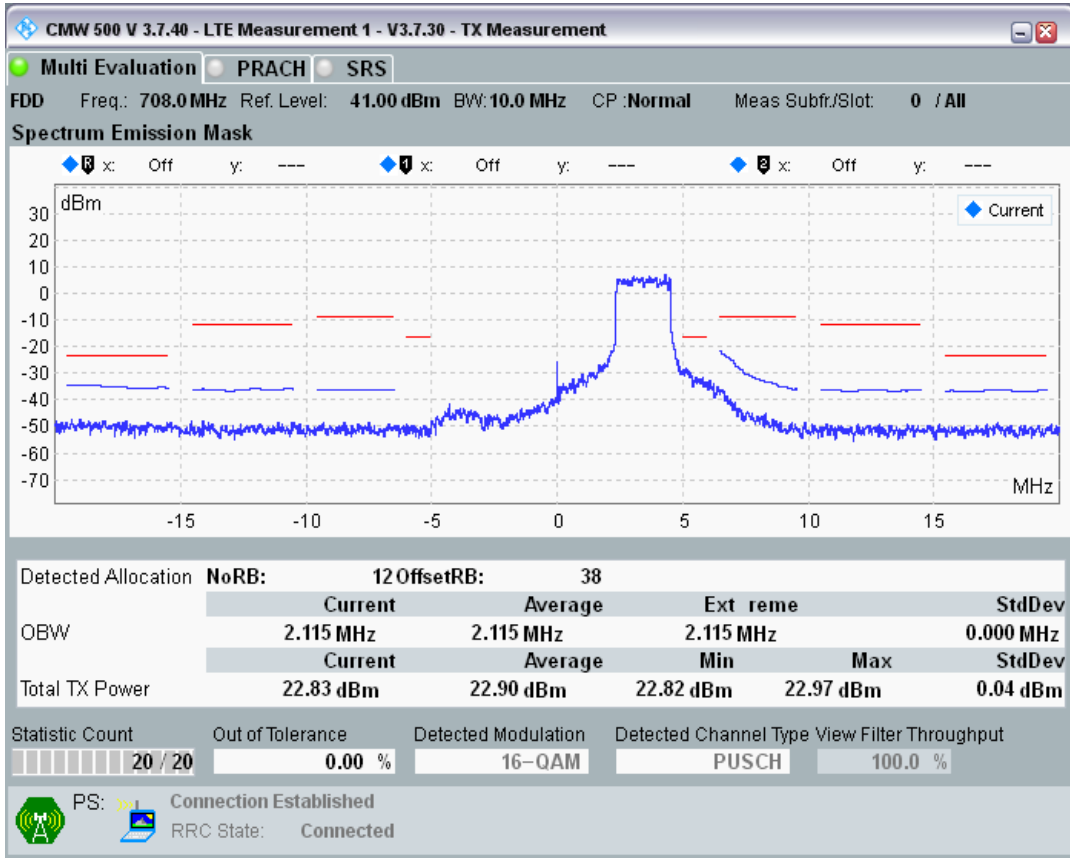 CMW 500 V 3.7.40 - LTE Measurement 1 - V3.7.30 - TX Measurement
Multi Evaluation PRACH SRS
FDD Freq.: 708.0 MHz Ref. Level: 41.00 dBm BW: 10.0 MHz CP :Normal Meas Subfr./Slot: 0 / All
Spectrum Emission Mask
R x: Off y: --- 1 x: Off y: --- 2 x: Off y: ---
dBm
Current
30
20
10
0
-10
-20
-30
-40
-50
-60
-70
MHz
-15 -10 -5 0 5 10 15
Detected Allocation NoRB: 12 OffsetRB: 38
Current Average Ext reme StdDev
OBW 2.115 MHz 2.115 MHz 2.115 MHz 0.000 MHz
Current Average Min Max StdDev
Total TX Power 22.83 dBm 22.90 dBm 22.82 dBm 22.97 dBm 0.04 dBm
Statistic Count Out of Tolerance Detected Modulation Detected Channel Type View Filter Throughput
20 / 20 0.00 % 16-QAM PUSCH 100.0 %
PS: Connection Established
RRC State: Connected